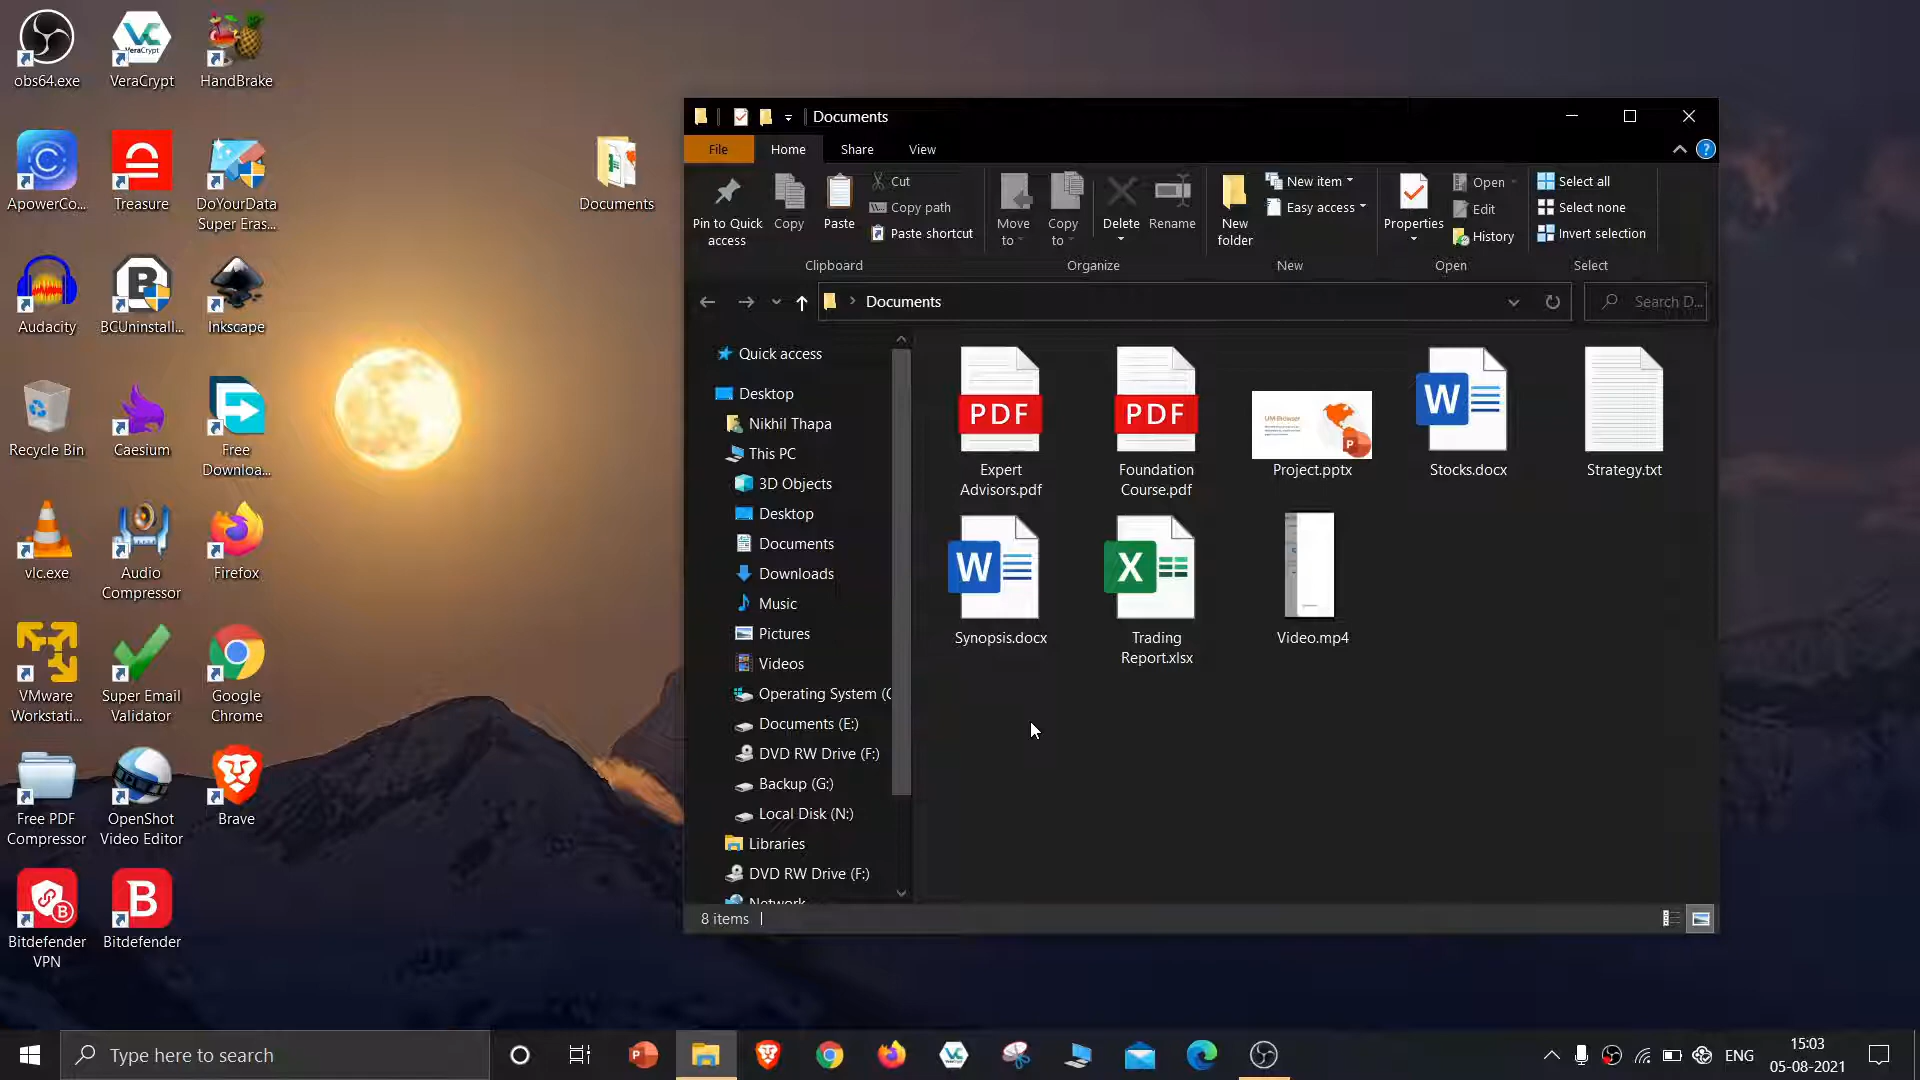 obs64.exe
VeraCrypt
HandBrake
ApowerCo...
Treasure
DoYourData
Super Eras...
Audacity
BCUninstall...
Inkscape
Recycle Bin
Caesium
Free
Downloa...
vlc.exe
Audio
Compressor
Firefox
VMware
Workstati...
Super Email
Validator
Google
Chrome
Free PDF
Compressor
OpenShot
Video Editor
Brave
Bitdefender
VPN
Bitdefender
Documents
Documents
File
Home
Share
View
Pin to Quick
access
Copy
Paste
Cut
Copy path
Paste shortcut
Clipboard
Move
to
Copy
to
Delete
Rename
Organize
New
folder
New item
Easy access
New
Properties
Open
Edit
History
Open
Select all
Select none
Invert selection
Select
Documents
Search D...
Quick access
Desktop
Nikhil Thapa
This PC
3D Objects
Desktop
Documents
Downloads
Music
Pictures
Videos
Operating System (C
Documents (E:)
DVD RW Drive (F:)
Backup (G:)
Local Disk (N:)
Libraries
DVD RW Drive (F:)
Network
PDF
Expert
Advisors.pdf
PDF
Foundation
Course.pdf
Project.pptx
W
Stocks.docx
Strategy.txt
W
Synopsis.docx
X
Trading
Report.xlsx
Video.mp4
8 items
Type here to search
ENG
15:03
05-08-2021